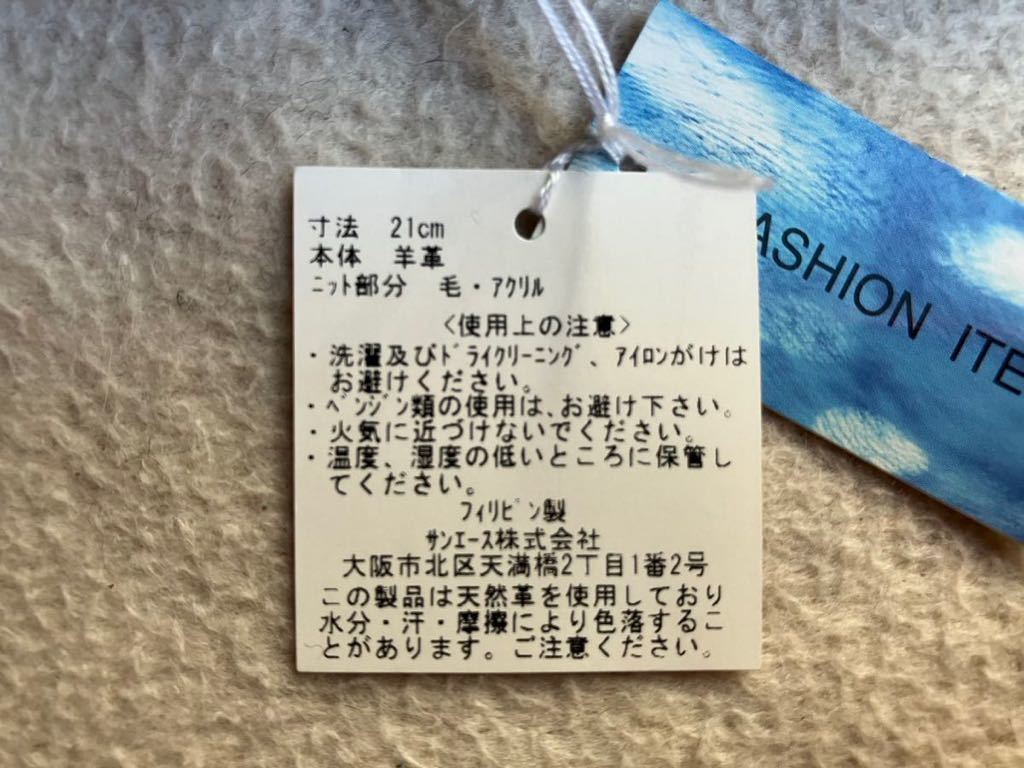 寸法　21cm
本体　羊革
ﾆｯﾄ部分　毛・ｱｸﾘﾙ
<使用上の注意>
・洗濯及びﾄﾞﾗｲｸﾘｰﾆﾝｸﾞ、ｱｲﾛﾝがけは
お避けください。
・ﾍﾞﾝｼﾞﾝ類の使用は、お避け下さい。
・火気に近づけないでください。
・温度、湿度の低いところに保管し
てください。
ﾌｨﾘﾋﾟﾝ製
ｻﾝｴｰｽ株式会社
大阪市北区天満橋2丁目1番2号
この製品は天然革を使用しており
水分・汗・摩擦により色落するこ
とがあります。ご注意ください。
ASHION ITE